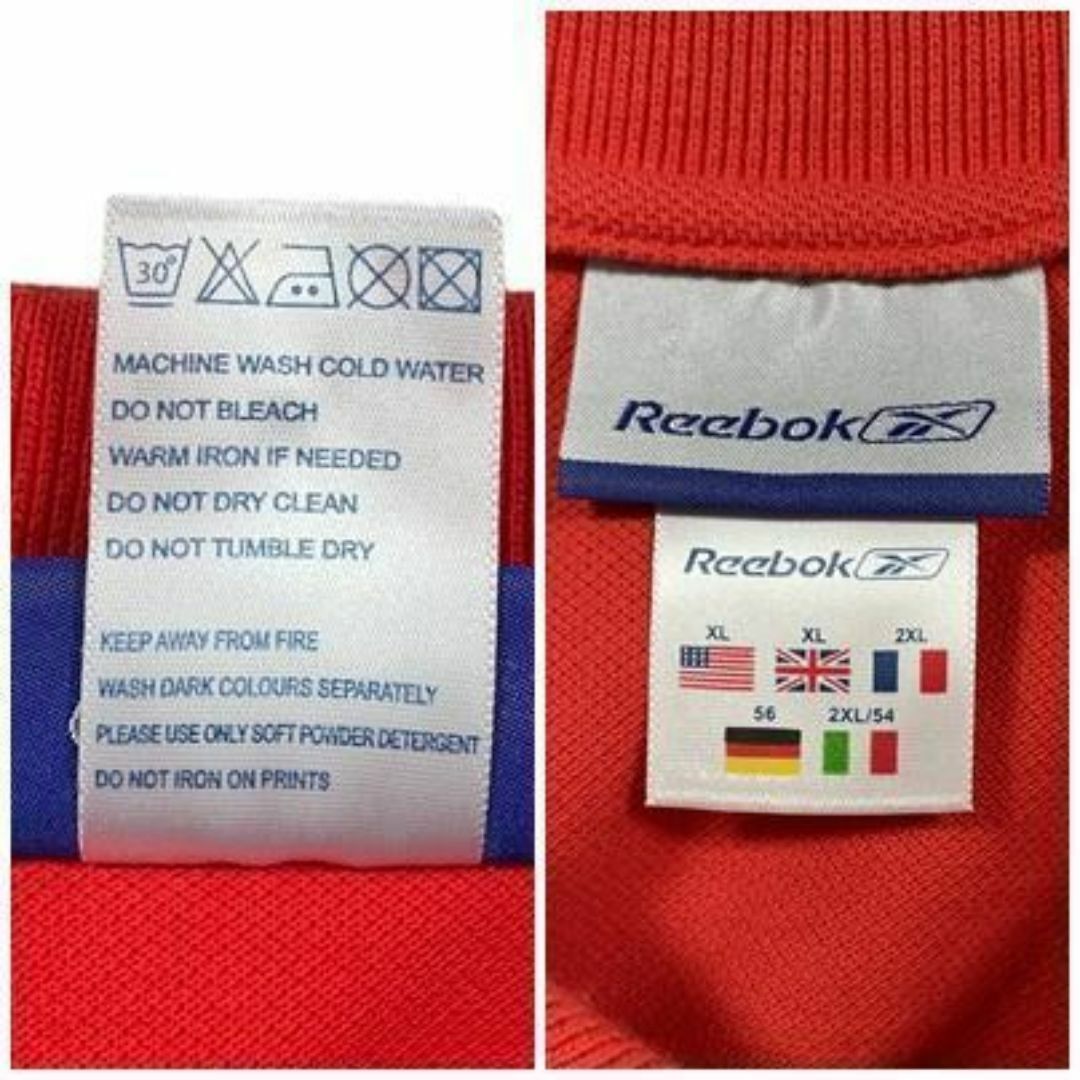 30°
MACHINE WASH COLD WATER
DO NOT BLEACH
WARM IRON IF NEEDED
DO NOT DRY CLEAN
DO NOT TUMBLE DRY
KEEP AWAY FROM FIRE
WASH DARK COLOURS SEPARATELY
PLEASE USE ONLY SOFT POWDER DETERGENT
DO NOT IRON ON PRINTS
Reebok
Reebok
XL XL 2XL
56 2XL/54